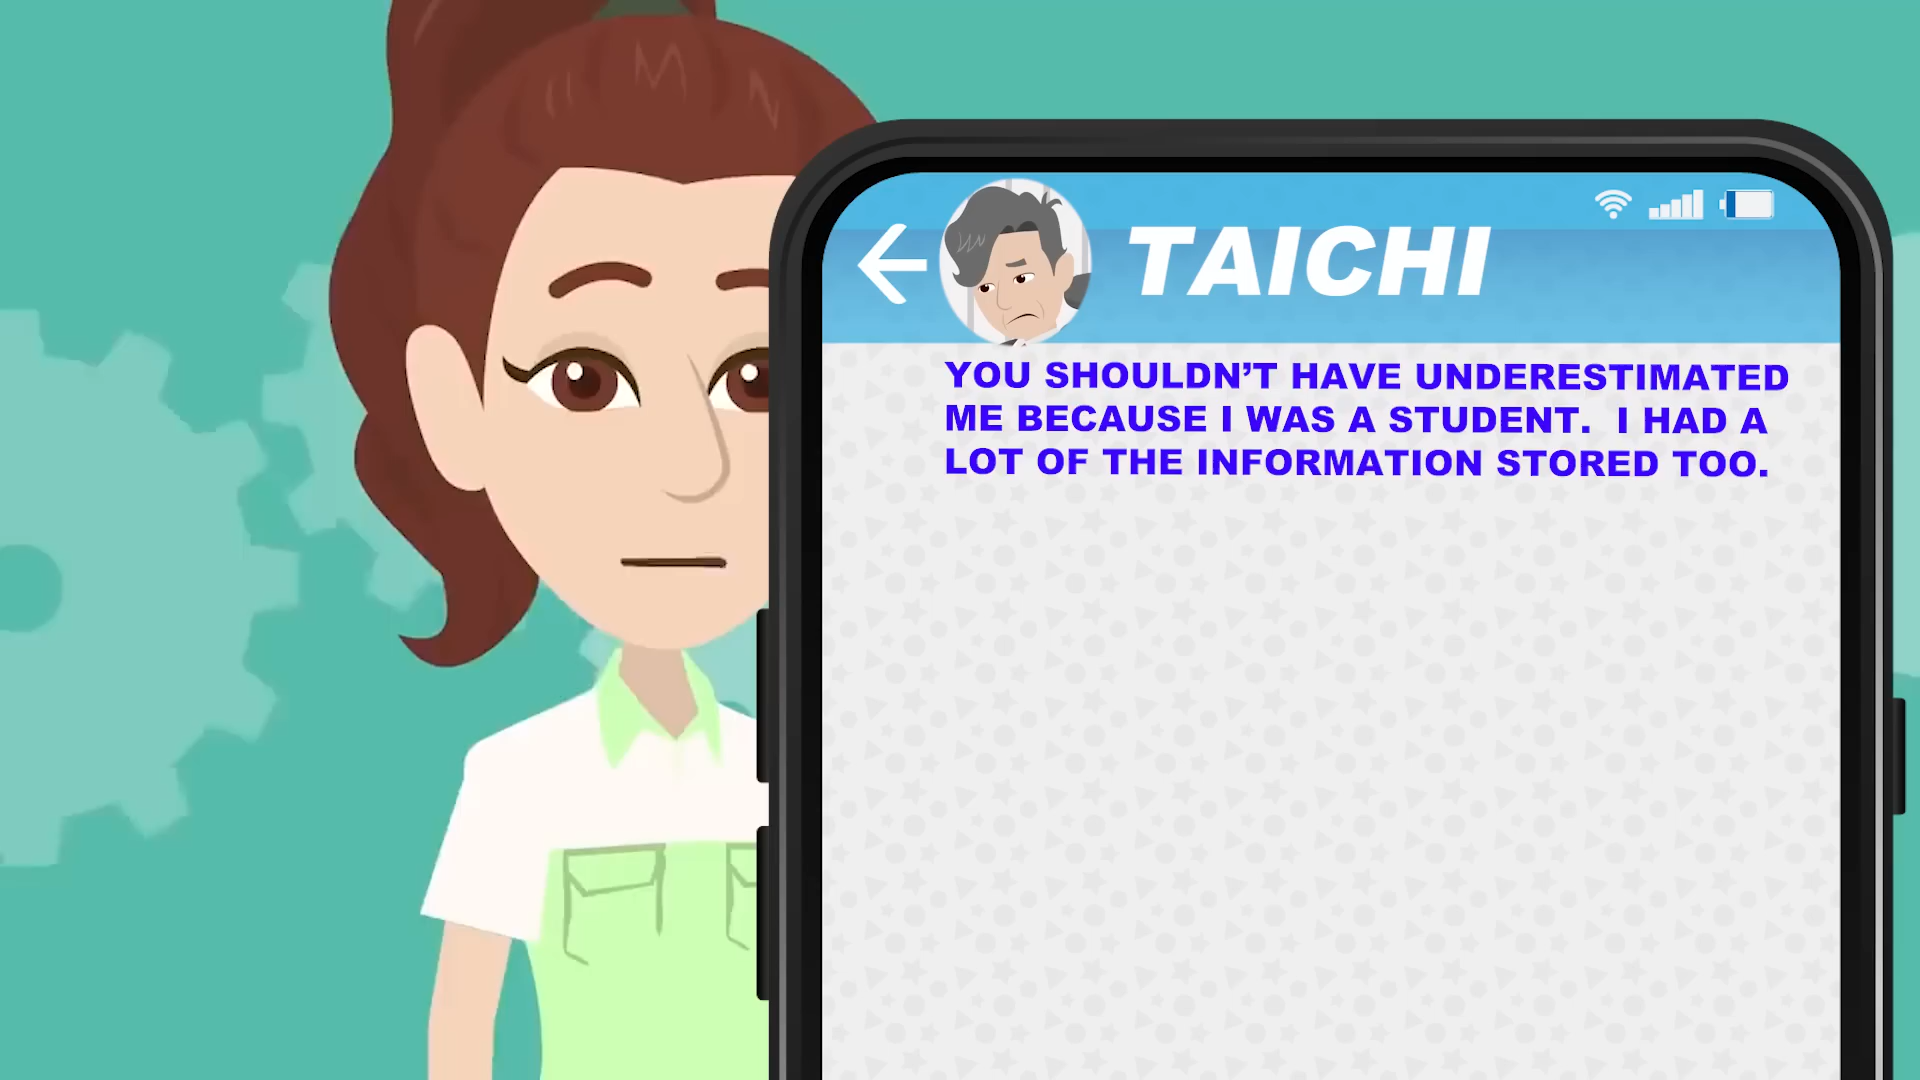 TAICHI
YOU SHOULDN’T HAVE UNDERESTIMATED
ME BECAUSE I WAS A STUDENT.  I HAD A
LOT OF THE INFORMATION STORED TOO.